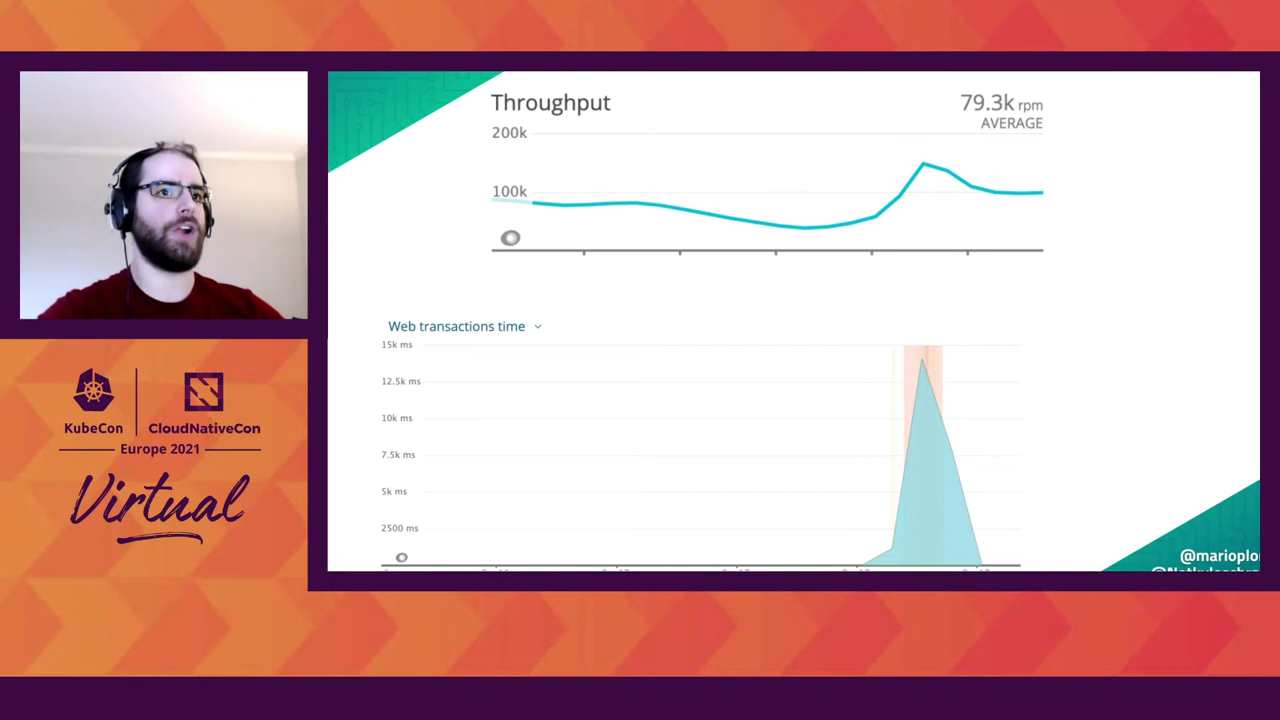 Throughput
79.3k rpm
AVERAGE
200k
100k
Web transactions time
15k ms
12.5k ms
10k ms
7.5k ms
5k ms
2500 ms
@marioplo
KubeCon
CloudNativeCon
Europe 2021
Virtual